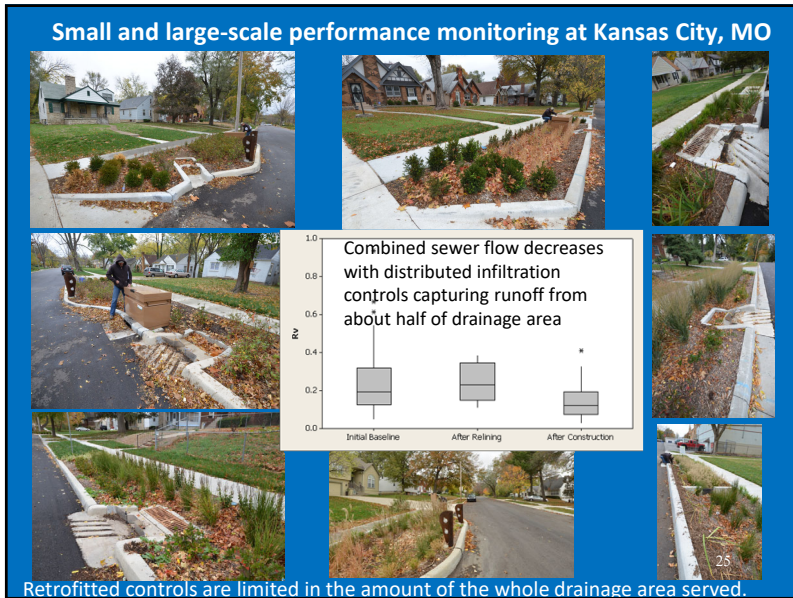 Small and large-scale performance monitoring at Kansas City, MO
Combined sewer flow decreases
with distributed infiltration
controls capturing runoff from
about half of drainage area
1.0
0.8
0.6
0.4
0.2
0.0
Rv
Initial Baseline
After Relining
After Construction
25
Retrofitted controls are limited in the amount of the whole drainage area served.